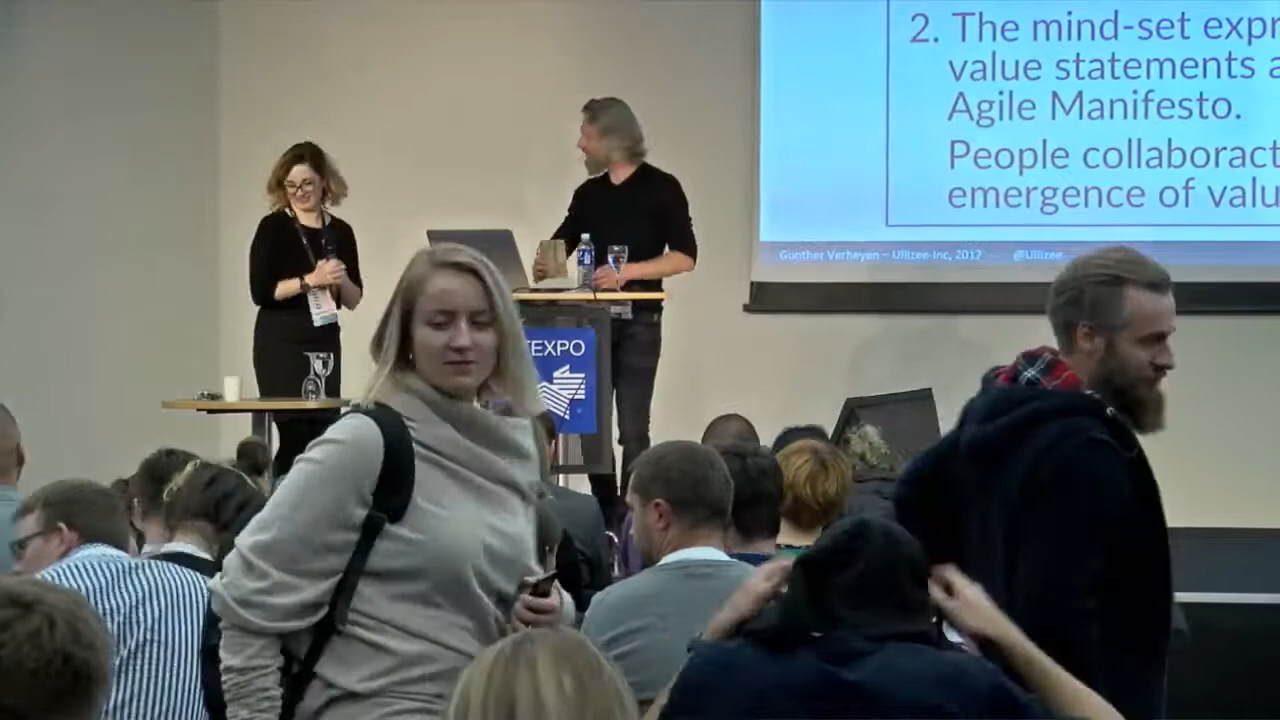 2. The mind-set expr
value statements a
Agile Manifesto.
People collaboract
emergence of valu
Gunther Verheyen – Ullizee-Inc, 2017 @Ullizee
EXPO